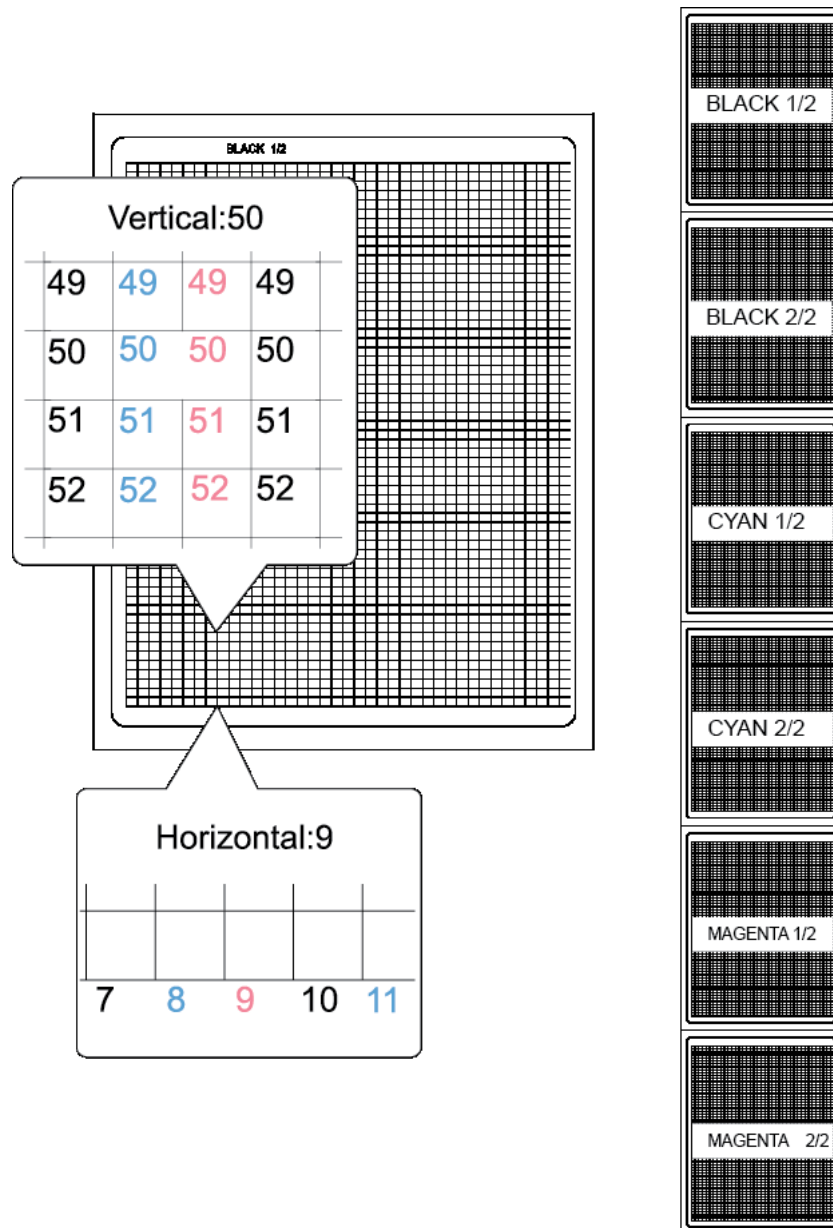 BLACK 1/2
Vertical:50
49 49 49 49
50 50 50 50
51 51 51 51
52 52 52 52
Horizontal:9
7 8 9 10 11
BLACK 1/2
BLACK 2/2
CYAN 1/2
CYAN 2/2
MAGENTA 1/2
MAGENTA 2/2